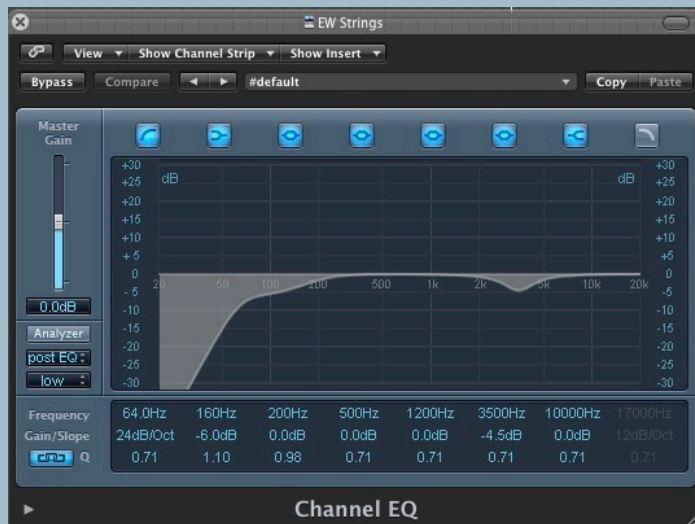 EW Strings
View Show Channel Strip Show Insert
Bypass Compare #default Copy Paste
Master
Gain
+30 dB dB +30
+25 +25
+20 +20
+15 +15
+10 +10
+5 +5
0 0
20 50 100 200 500 1k 2k 5k 10k 20k
-5 -5
0.0dB -10 -10
Analyzer -15 -15
post EQ -20 -20
low -25 -25
-30 -30
Frequency 64.0Hz 160Hz 200Hz 500Hz 1200Hz 3500Hz 10000Hz 17000Hz
Gain/Slope 24dB/Oct -6.0dB 0.0dB 0.0dB 0.0dB -4.5dB 0.0dB 12dB/Oct
Q 0.71 1.10 0.98 0.71 0.71 0.71 0.71 0.71
Channel EQ